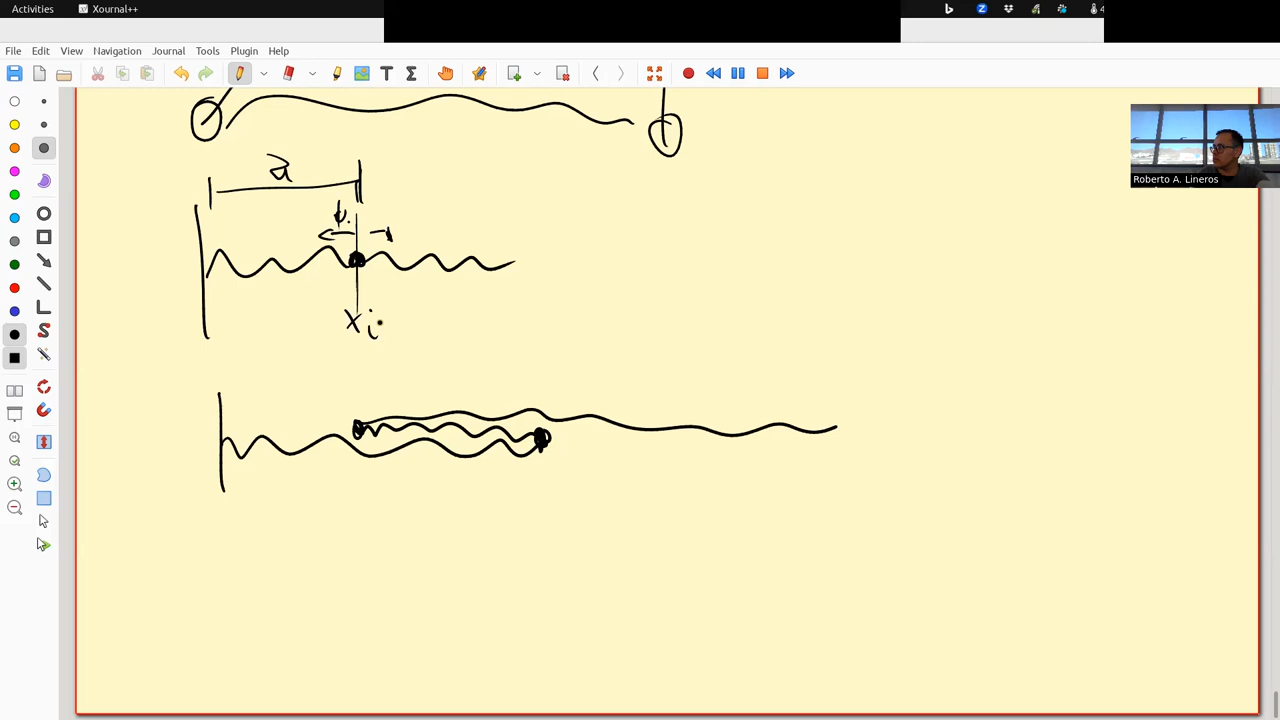 Activities Xournal++
File Edit View Navigation Journal Tools Plugin Help
Roberto A. Lineros
a
xi